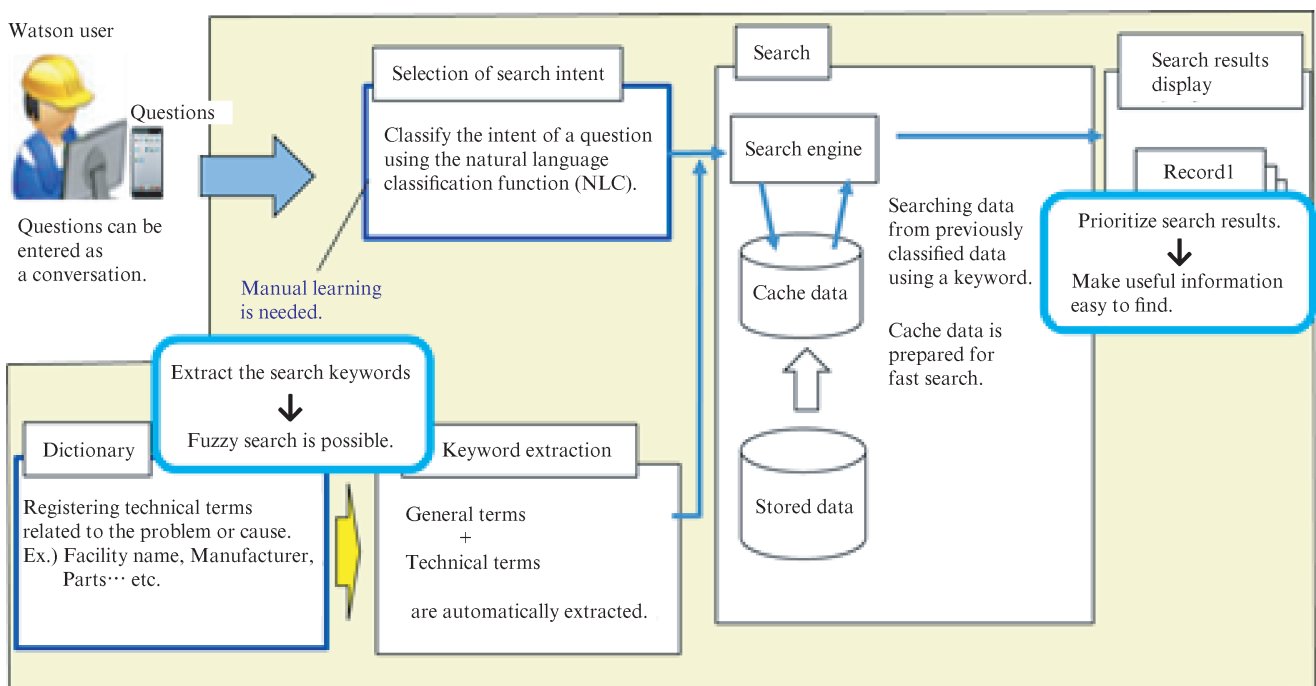 Watson user
Questions
Questions can be
entered as
a conversation.
Selection of search intent
Classify the intent of a question
using the natural language
classification function (NLC).
Manual learning
is needed.
Extract the search keywords
↓
Fuzzy search is possible.
Dictionary
Registering technical terms
related to the problem or cause.
Ex.) Facility name, Manufacturer,
Parts… etc.
Keyword extraction
General terms
+
Technical terms
are automatically extracted.
Search
Search engine
Cache data
Stored data
Searching data
from previously
classified data
using a keyword.
Cache data is
prepared for
fast search.
Search results
display
Record1
Prioritize search results.
↓
Make useful information
easy to find.